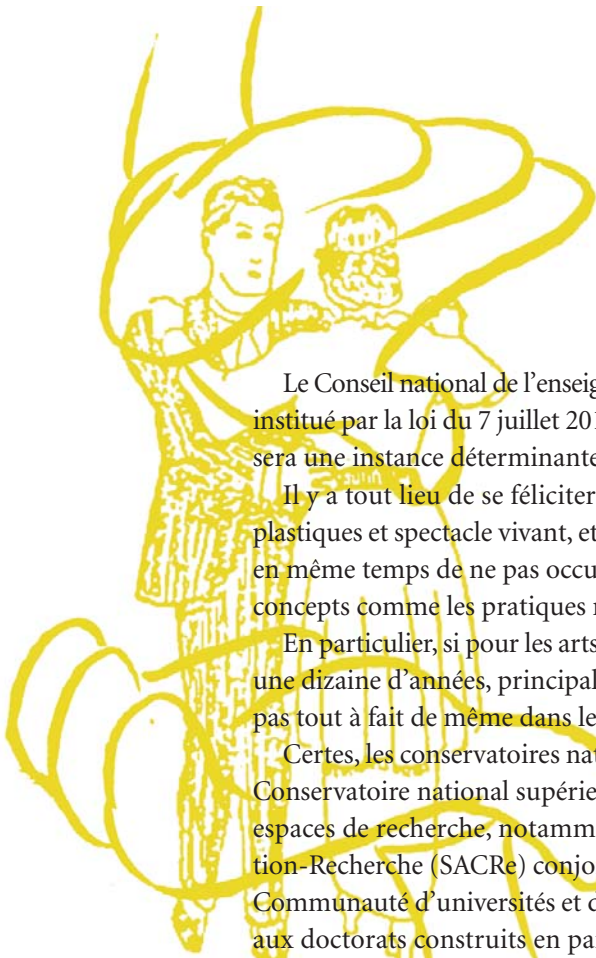 Le Conseil national de l’enseig
institué par la loi du 7 juillet 201
sera une instance déterminante
Il y a tout lieu de se féliciter
plastiques et spectacle vivant, et
en même temps de ne pas occu
concepts comme les pratiques
En particulier, si pour les arts
une dizaine d’années, principal
pas tout à fait de même dans le
Certes, les conservatoires nat
Conservatoire national supérie
espaces de recherche, notamm
tion-Recherche (SACRe) conjo
Communauté d’universités et d
aux doctorats construits en par